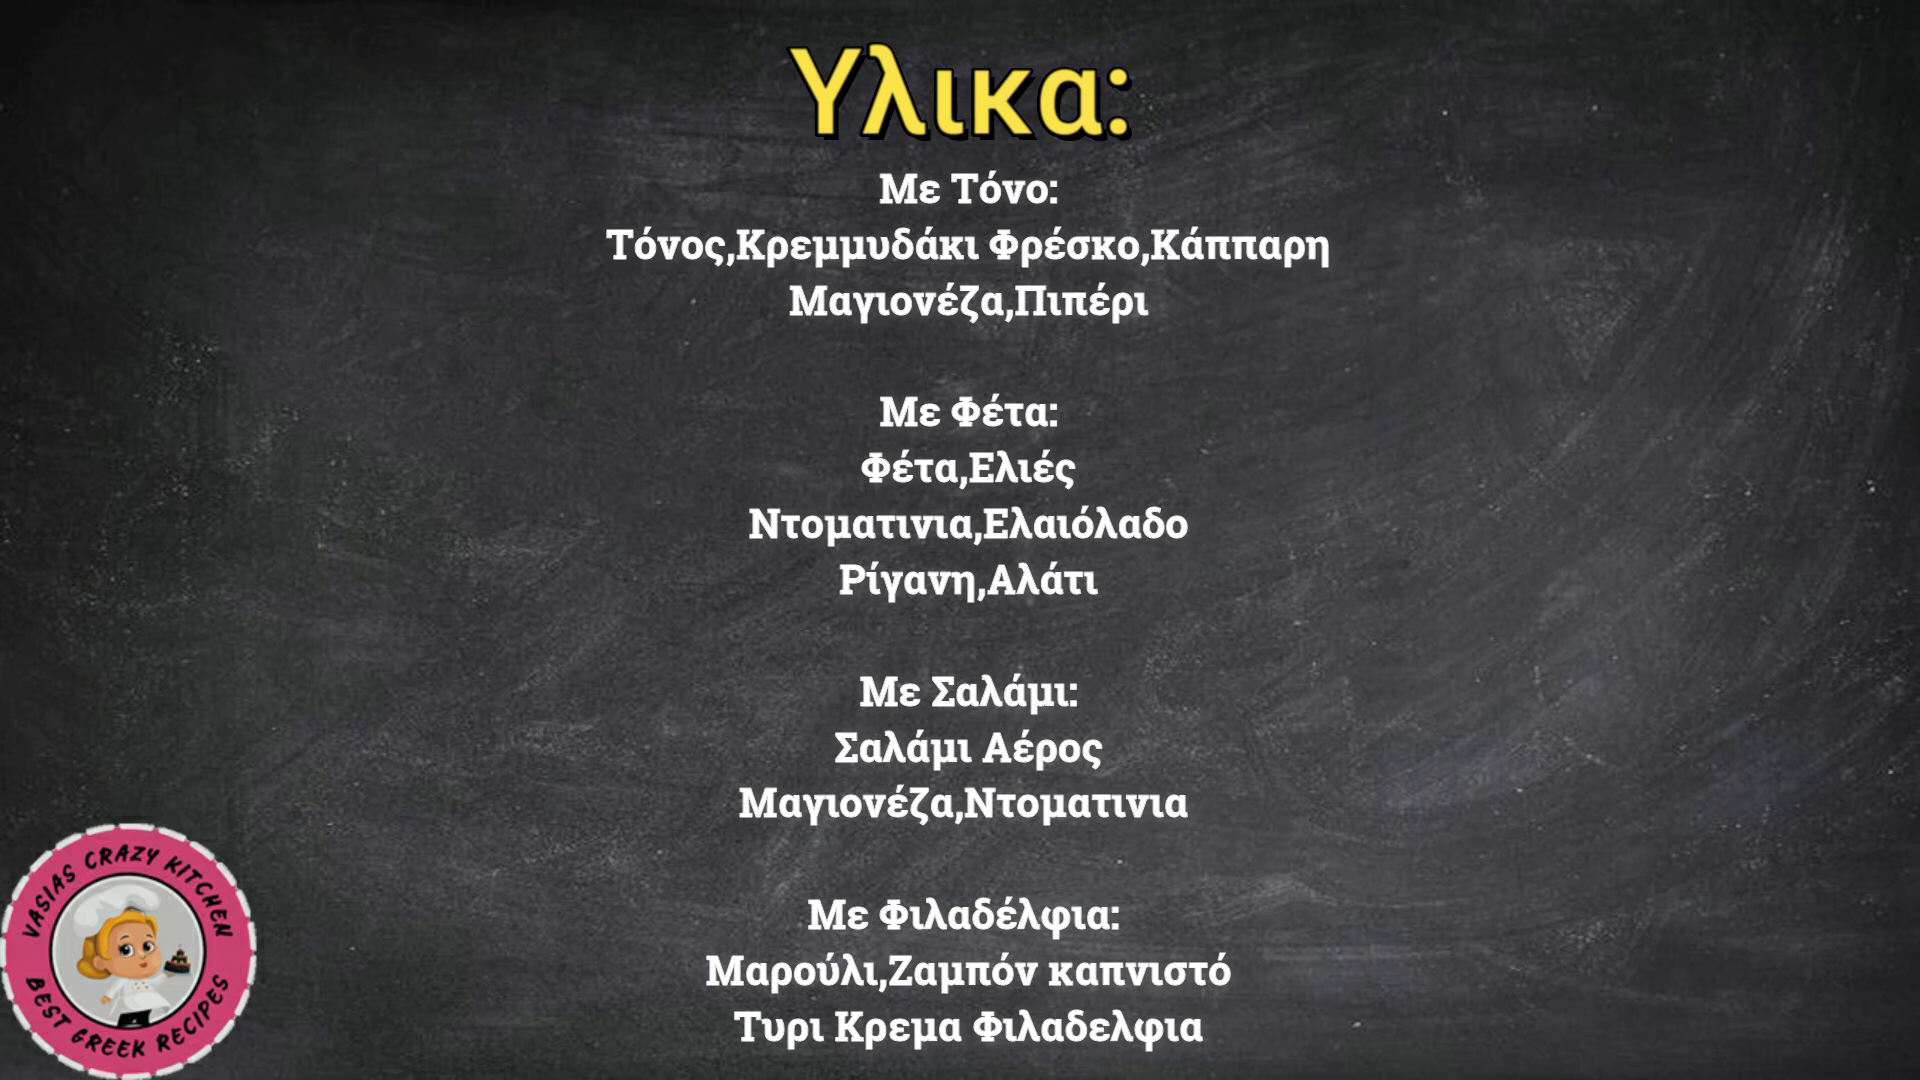 Υλικα:
Με Τόνο:
Τόνος,Κρεμμυδάκι Φρέσκο,Κάππαρη
Μαγιονέζα,Πιπέρι
Με Φέτα:
Φέτα,Ελιές
Ντοματινια,Ελαιόλαδο
Ρίγανη,Αλάτι
Με Σαλάμι:
Σαλάμι Αέρος
Μαγιονέζα,Ντοματινια
Με Φιλαδέλφια:
Μαρούλι,Ζαμπόν καπνιστό
Τυρι Κρεμα Φιλαδελφια
VASIAS CRAZY KITCHEN
BEST GREEK RECIPES